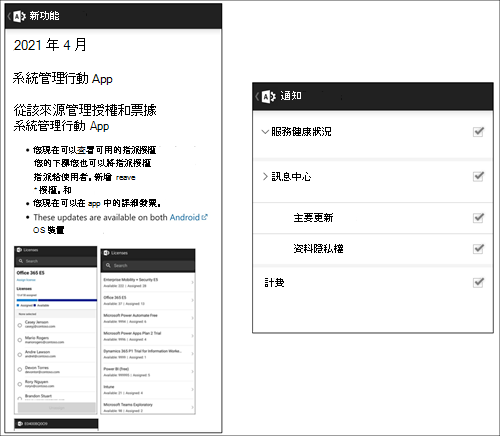 新功能
2021 年 4 月
系統管理行動 App
從該來源管理授權和票據
系統管理行動 App
• 您現在可以查看可用的指派授權
您的下屬您也可以將指派授權
指派給使用者。新增 reave
*授權。和
• 您現在可以在 app 中的詳細發票。
• These updates are available on both Android
OS 裝置
Licenses
Search
Office 365 E5
Licenses
Casey Jensen
Mario Rogers
Andre Lawson
Devon Torres
Rory Nguyen
Brandon Stuart
Licenses
Search
Enterprise Mobility + Security E5
Office 365 E5
Microsoft Power Automate Free
Microsoft Power Apps Plan 2 Trial
Dynamics 365 P1 Trial for Information Worke...
Power BI (Free)
Intune
Microsoft Teams Exploratory
通知
服務健康狀況
訊息中心
主要更新
資料隱私權
計費